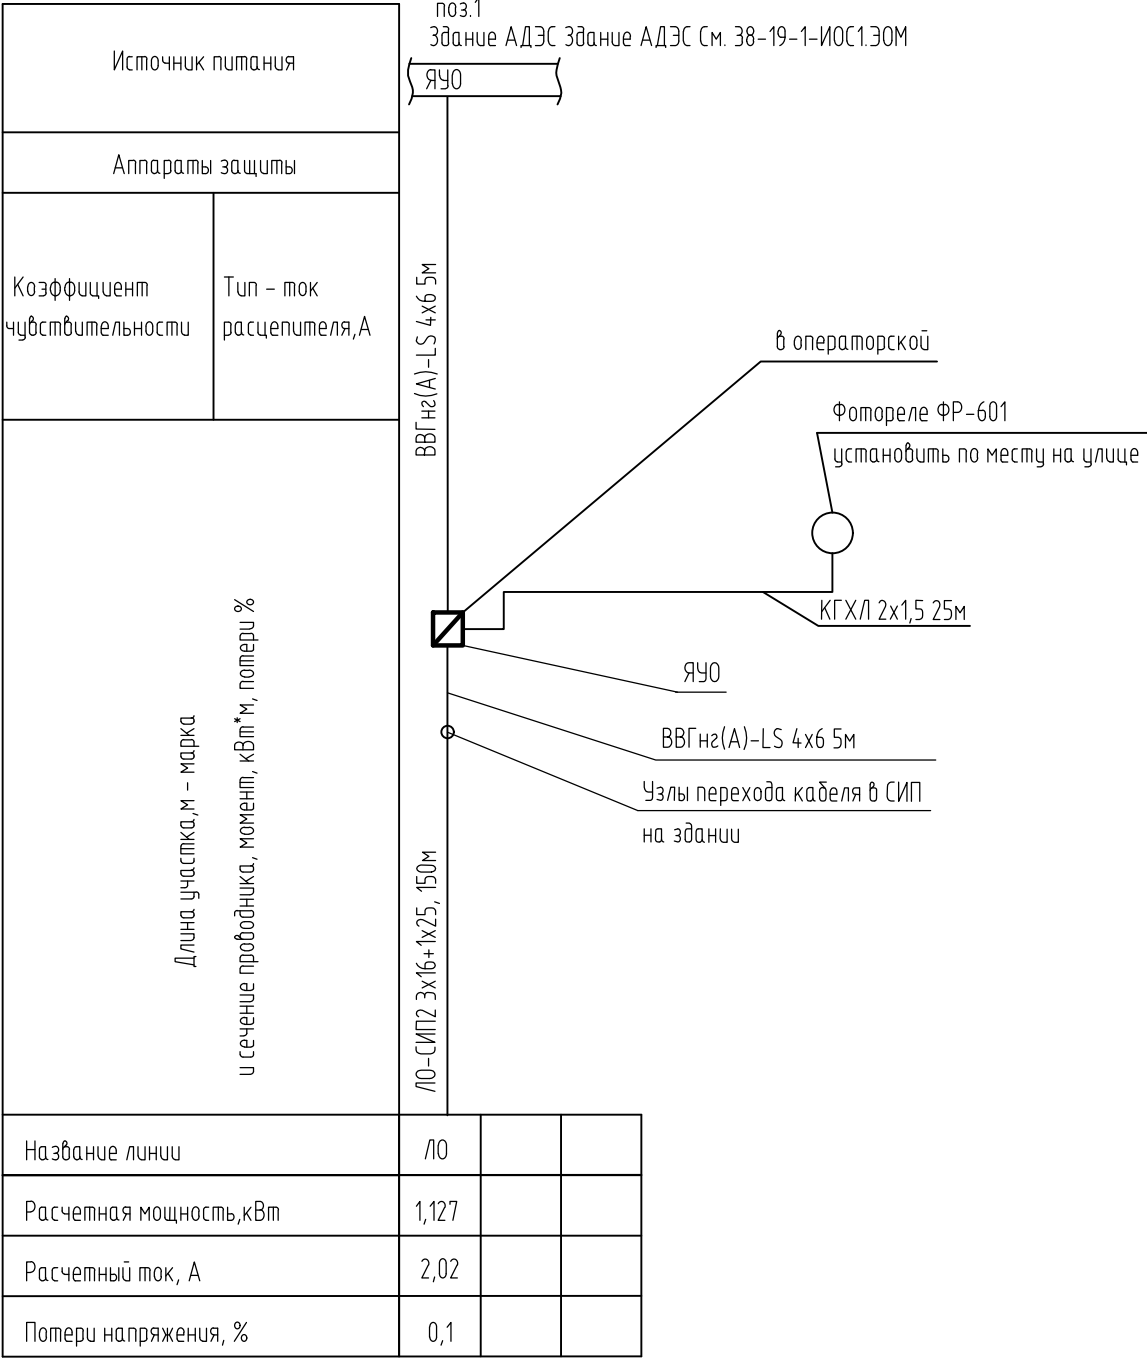 поз.1
Здание АДЭС Здание АДЭС См. 38-19-1-ИОС1.ЭОМ
Источник питания
ЯУО
Аппараты защиты
Коэффициент
чувствительности
Тип - ток
расцепителя,А
ВВГнг(А)-LS 4х6 5м
в операторской
Фотореле ФР-601
установить по месту на улице
КГХЛ 2х1,5 25м
ЯУО
ВВГнг(А)-LS 4х6 5м
Узлы перехода кабеля в СИП
на здании
Длина участка,м - марка
и сечение проводника, момент, кВт*м, потери %
ЛО-СИП2 3х16+1х25, 150м
Название линии
ЛО
Расчетная мощность,кВт
1,127
Расчетный ток, А
2,02
Потери напряжения, %
0,1